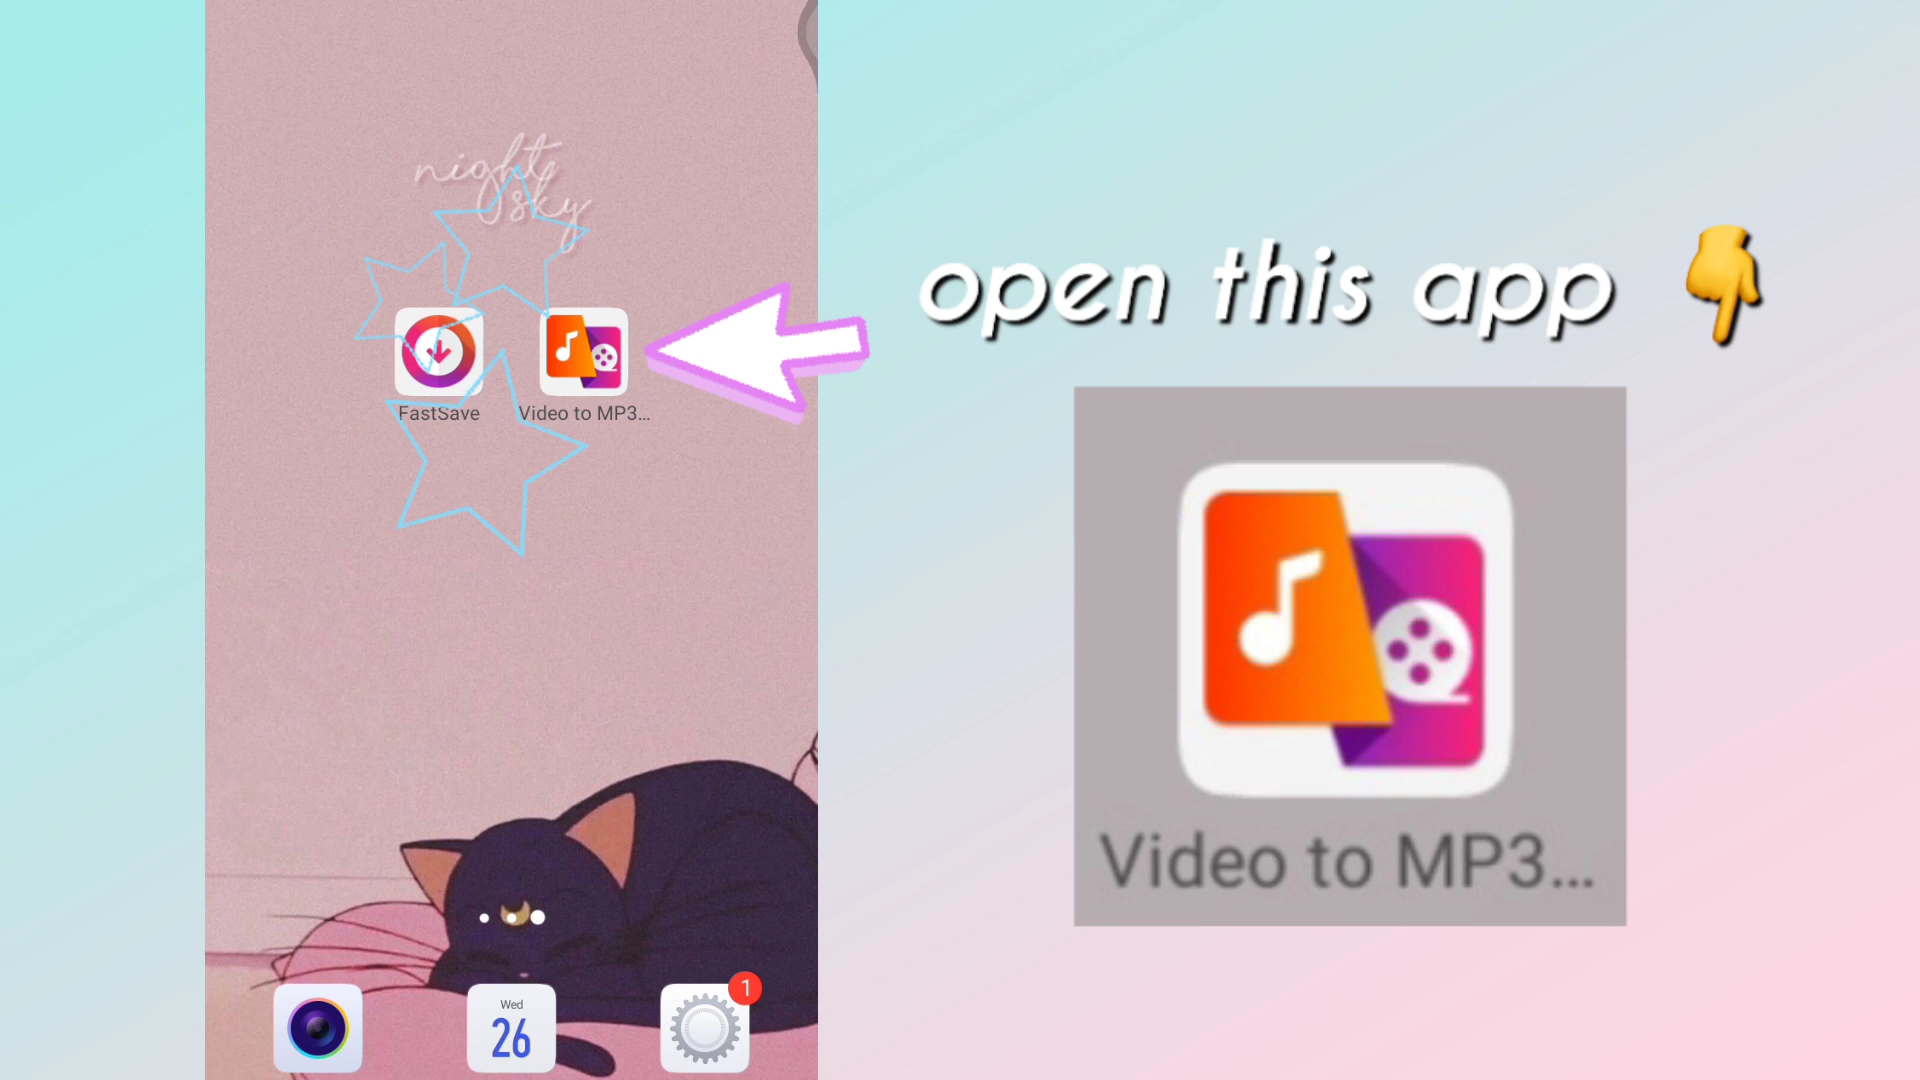 night
sky
FastSave
Video to MP3...
Wed
26
1
open this app 👇
Video to MP3...